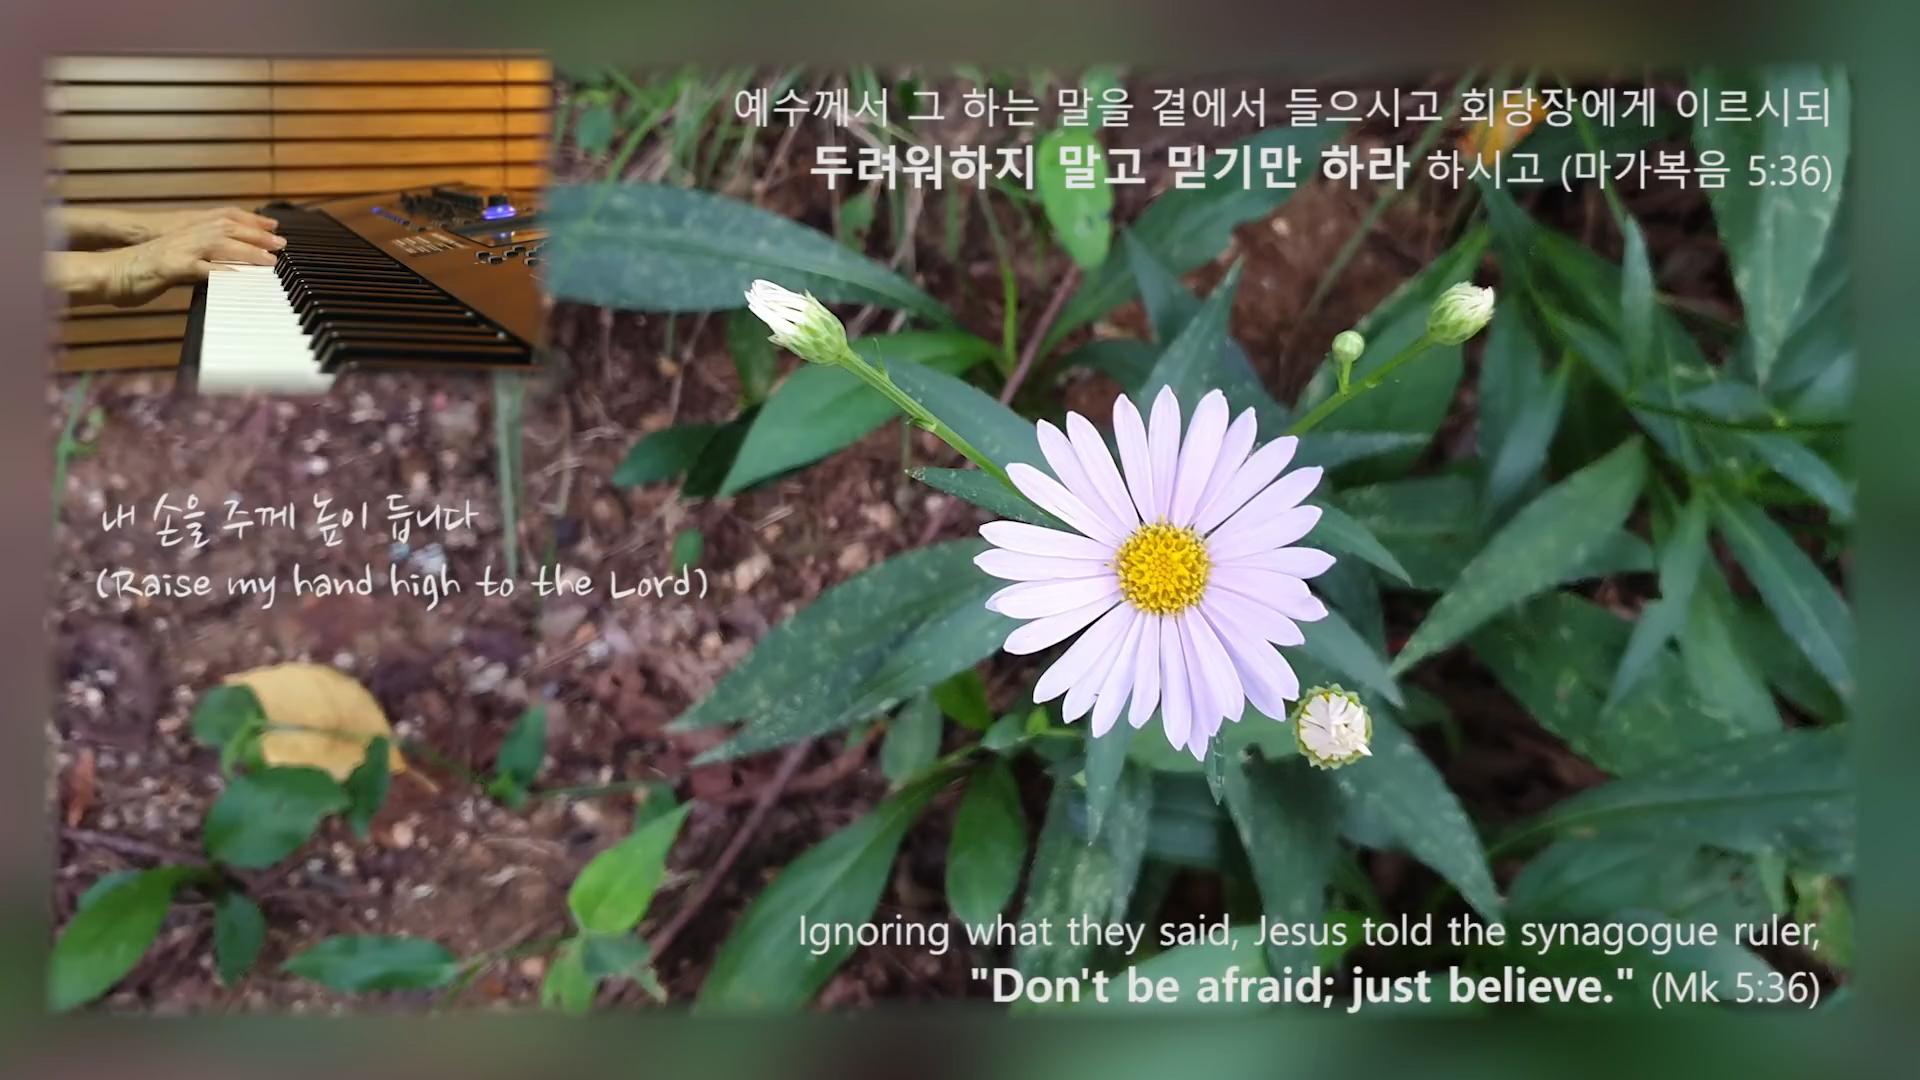 예수께서 그 하는 말을 곁에서 들으시고 회당장에게 이르시되
두려워하지 말고 믿기만 하라 하시고 (마가복음 5:36)
내 손을 주께 높이 듭니다
(Raise my hand high to the Lord)
Ignoring what they said, Jesus told the synagogue ruler,
"Don't be afraid; just believe." (Mk 5:36)